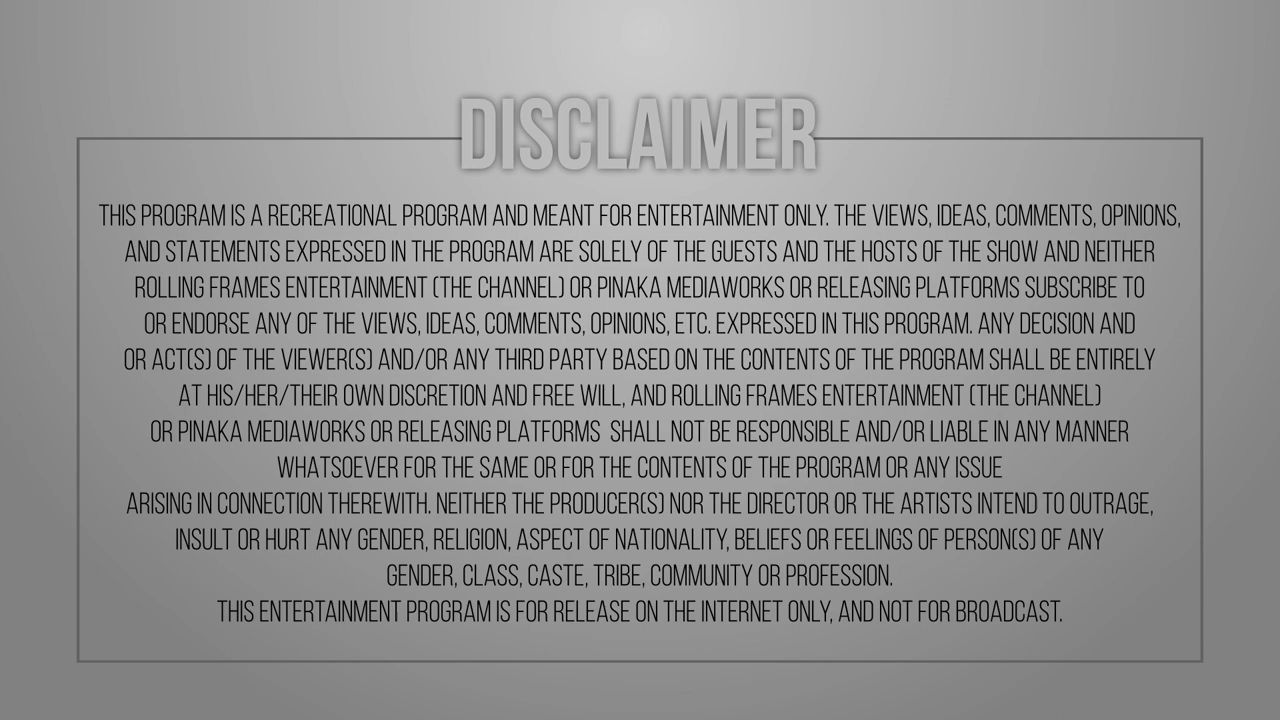 DISCLAIMER
THIS PROGRAM IS A RECREATIONAL PROGRAM AND MEANT FOR ENTERTAINMENT ONLY. THE VIEWS, IDEAS, COMMENTS, OPINIONS,
AND STATEMENTS EXPRESSED IN THE PROGRAM ARE SOLELY OF THE GUESTS AND THE HOSTS OF THE SHOW AND NEITHER
ROLLING FRAMES ENTERTAINMENT (THE CHANNEL) OR PINAKA MEDIAWORKS OR RELEASING PLATFORMS SUBSCRIBE TO
OR ENDORSE ANY OF THE VIEWS, IDEAS, COMMENTS, OPINIONS, ETC. EXPRESSED IN THIS PROGRAM. ANY DECISION AND
OR ACT(S) OF THE VIEWER(S) AND/OR ANY THIRD PARTY BASED ON THE CONTENTS OF THE PROGRAM SHALL BE ENTIRELY
AT HIS/HER/THEIR OWN DISCRETION AND FREE WILL, AND ROLLING FRAMES ENTERTAINMENT (THE CHANNEL)
OR PINAKA MEDIAWORKS OR RELEASING PLATFORMS SHALL NOT BE RESPONSIBLE AND/OR LIABLE IN ANY MANNER
WHATSOEVER FOR THE SAME OR FOR THE CONTENTS OF THE PROGRAM OR ANY ISSUE
ARISING IN CONNECTION THEREWITH. NEITHER THE PRODUCER(S) NOR THE DIRECTOR OR THE ARTISTS INTEND TO OUTRAGE,
INSULT OR HURT ANY GENDER, RELIGION, ASPECT OF NATIONALITY, BELIEFS OR FEELINGS OF PERSON(S) OF ANY
GENDER, CLASS, CASTE, TRIBE, COMMUNITY OR PROFESSION.
THIS ENTERTAINMENT PROGRAM IS FOR RELEASE ON THE INTERNET ONLY, AND NOT FOR BROADCAST.